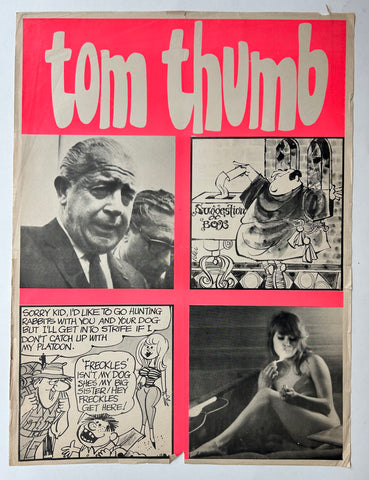 tom thumb
Suggestion
Box
SORRY KID, I'D LIKE TO GO HUNTING
RABBITS WITH YOU AND YOUR DOG
BUT I'LL GET INTO STRIFE IF I
DON'T CATCH UP WITH
MY PLATOON.
'FRECKLES'
ISN'T MY DOG
SHE'S MY BIG
SISTER! HEY
FRECKLES
GET HERE!